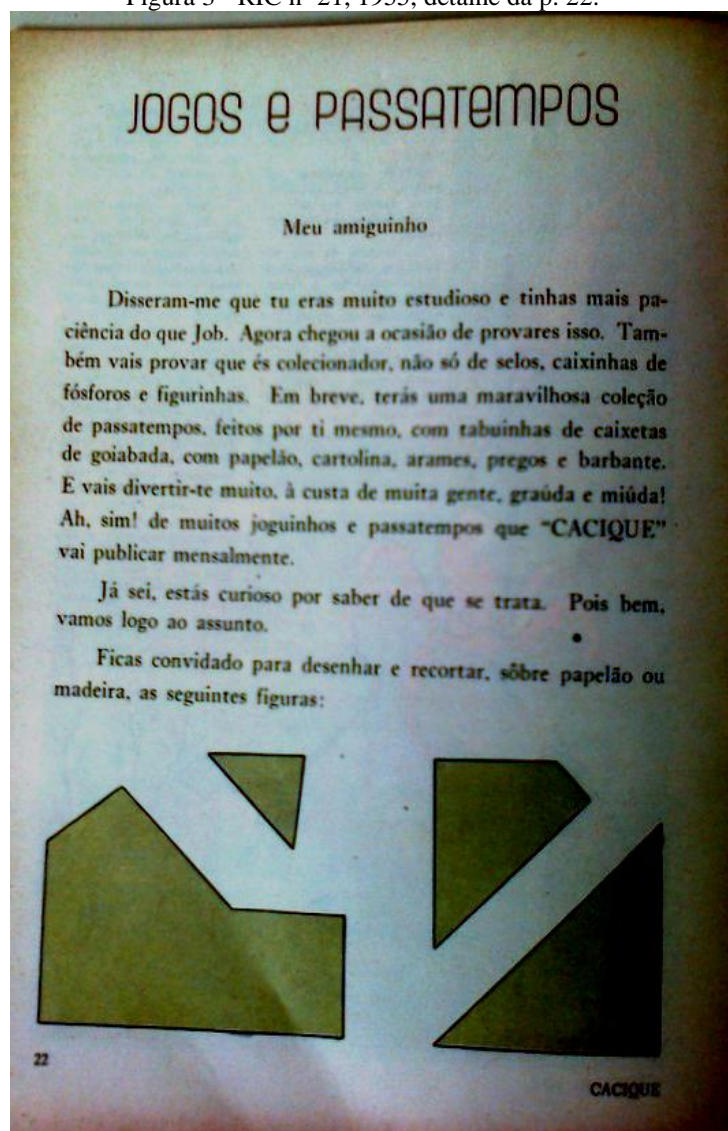 Figura 3 - RIC nº 21, 1955, detalhe da p. 22.
JOGOS e PASSATEMPOS
Meu amiguinho
Disseram-me que tu eras muito estudioso e tinhas mais pa-
ciência do que Job. Agora chegou a ocasião de provares isso. Tam-
bém vais provar que és colecionador, não só de selos, caixinhas de
fósforos e figurinhas. Em breve, terás uma maravilhosa coleção
de passatempos, feitos por ti mesmo, com tabuinhas de caixetas
de goiabada, com papelão, cartolina, arames, pregos e barbante.
E vais divertir-te muito, à custa de muita gente, graúda e miúda!
Ah, sim! de muitos joguinhos e passatempos que "CACIQUE"
vai publicar mensalmente.
Já sei, estás curioso por saber de que se trata. Pois bem,
vamos logo ao assunto.
Ficas convidado para desenhar e recortar, sôbre papelão ou
madeira, as seguintes figuras:
22
CACIQUE